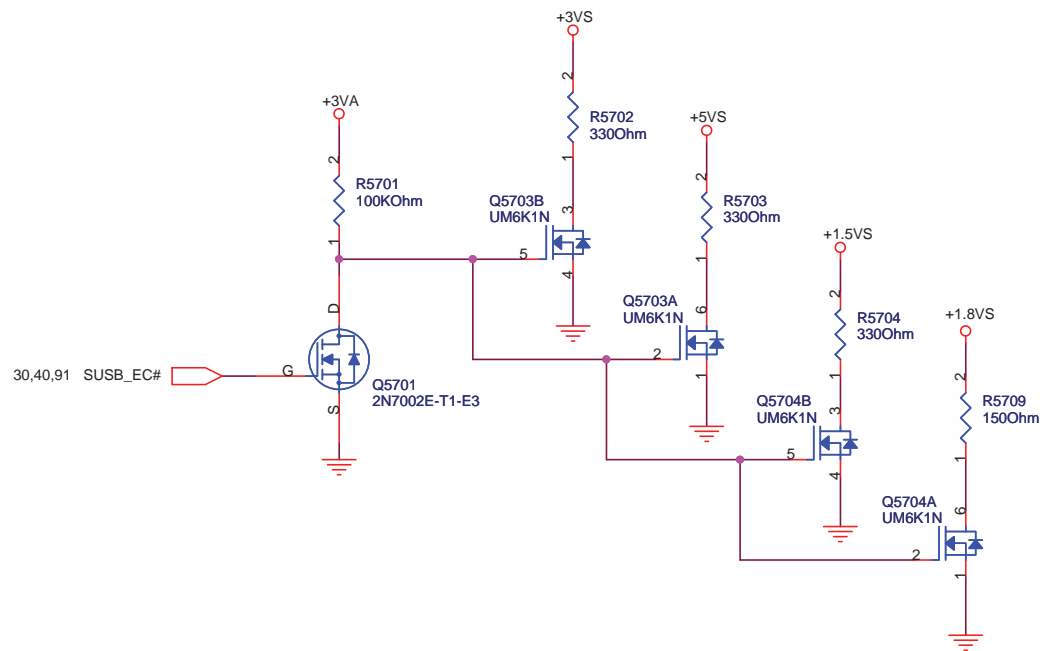 +3VS
2
R5702
330Ohm
1
+3VA
2
R5701
100KOhm
1
+5VS
2
R5703
330Ohm
1
Q5703B
UM6K1N
3
5
4
+1.5VS
2
R5704
330Ohm
1
Q5703A
UM6K1N
6
2
1
D
30,40,91 SUSB_EC#
G
Q5701
2N7002E-T1-E3
S
+1.8VS
2
R5709
150Ohm
1
Q5704B
UM6K1N
3
5
4
Q5704A
UM6K1N
6
2
1